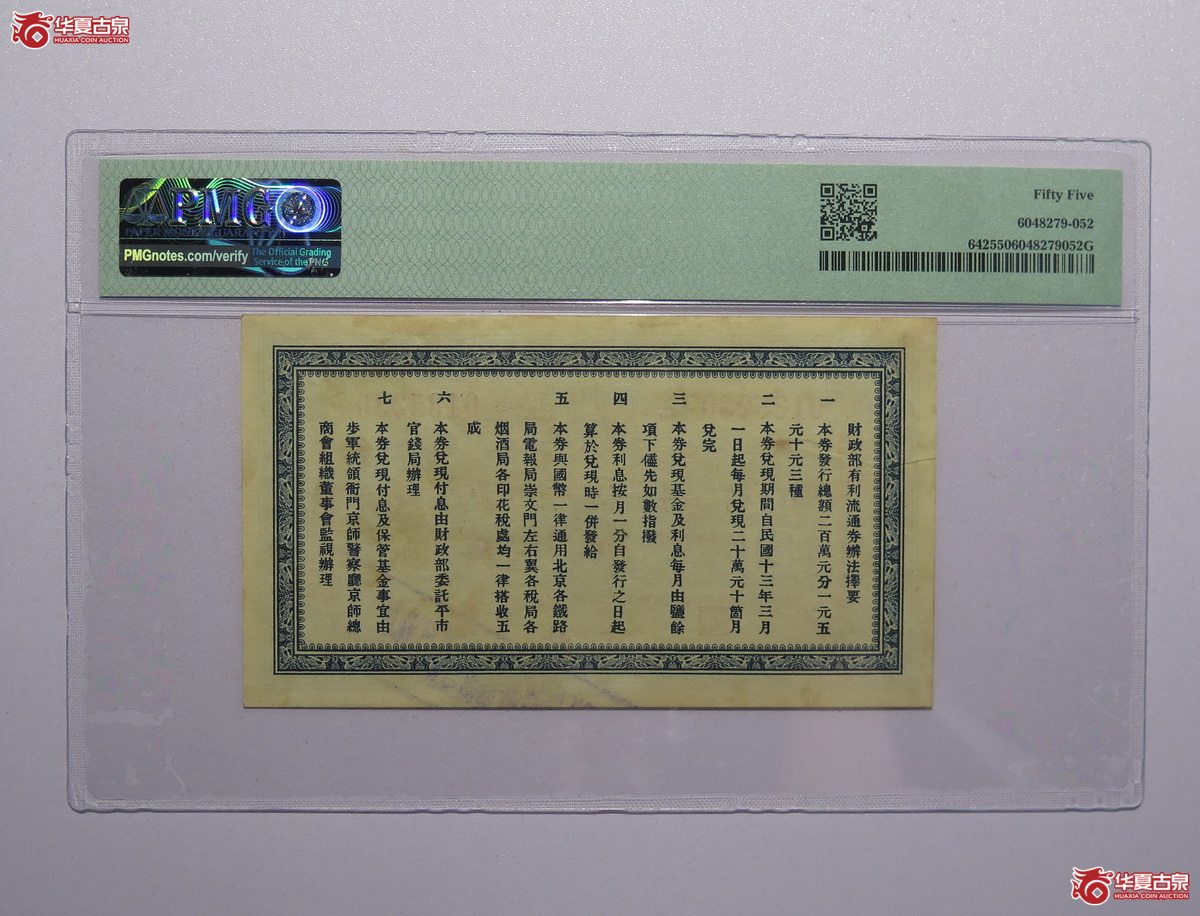 华夏古泉
HUAXIA COIN AUCTION
PMG
PAPER MONEY GUARANTY
PMGnotes.com/verify
The Official Grading
Service of the PNG
Fifty Five
6048279-052
6425506048279052G
財政部有利流通券辦法擇要
一 本券發行總額二百萬元分一元五
元十元三種
二 本券兌現期間自民國十三年三月
一日起每月兌現二十萬元十箇月
兌完
三 本券兌現基金及利息每月由鹽餘
項下儘先如數指撥
四 本券利息按月一分自發行之日起
算於兌現時一併發給
五 本券與國幣一律通用北京各鐵路
局電報局崇文門左右翼各稅局各
烟酒局各印花稅處均一律搭收五
成
六 本券兌現付息由財政部委託平市
官錢局辦理
七 本券兌現付息及保管基金事宜由
步軍統領衙門京師警察廳京師總
商會組織董事會監視辦理
华夏古泉
HUAXIA COIN AUCTION